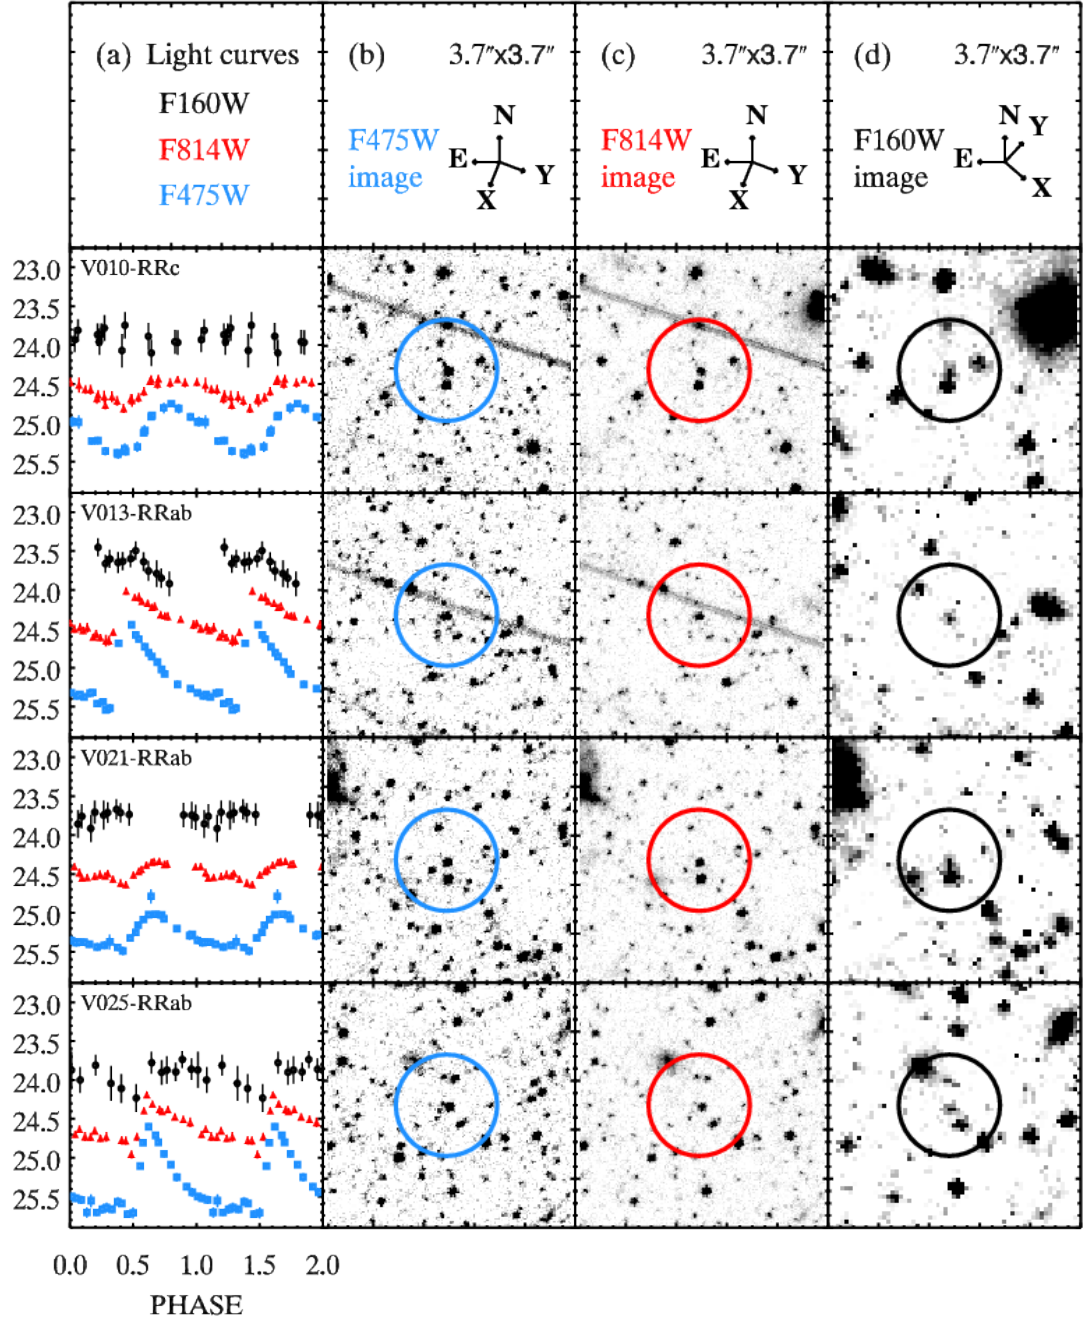 (a) Light curves
F160W
F814W
F475W
(b) 3.7"x3.7"
F475W
image
N
E
Y
X
(c) 3.7"x3.7"
F814W
image
N
E
Y
X
(d) 3.7"x3.7"
F160W
image
N
Y
E
X
V010-RRc
23.0
23.5
24.0
24.5
25.0
25.5
V013-RRab
23.0
23.5
24.0
24.5
25.0
25.5
V021-RRab
23.0
23.5
24.0
24.5
25.0
25.5
V025-RRab
23.0
23.5
24.0
24.5
25.0
25.5
0.0 0.5 1.0 1.5 2.0
PHASE